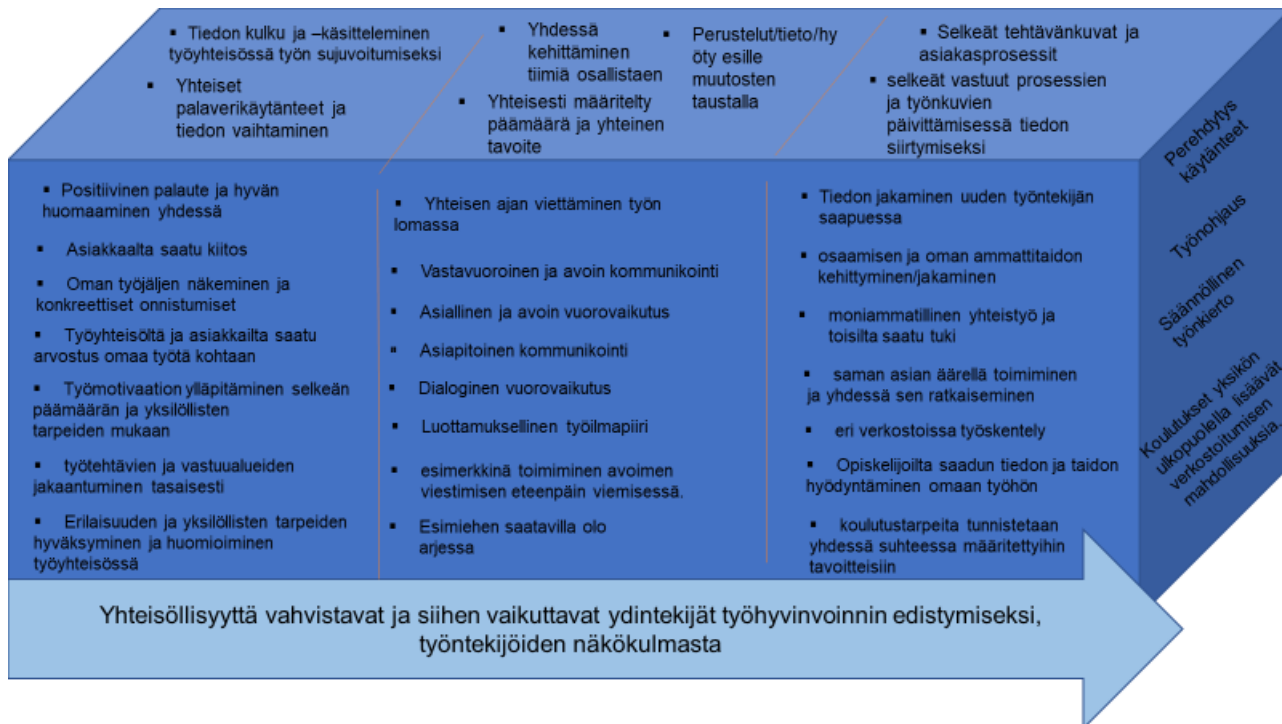 ▪ Tiedon kulku ja –käsitteleminen
työyhteisössä työn sujuvoitumiseksi
▪ Yhteiset
palaverikäytänteet ja
tiedon vaihtaminen
▪ Yhdessä
kehittäminen
tiimiä osallistaen
▪ Yhteisesti määritelty
päämäärä ja yhteinen
tavoite
▪ Perustelut/tieto/hy
öty esille
muutosten
taustalla
▪ Selkeät tehtävänkuvat ja
asiakasprosessit
▪ selkeät vastuut prosessien
ja työnkuvien
päivittämisessä tiedon
siirtymiseksi
▪ Positiivinen palaute ja hyvän
huomaaminen yhdessä
▪ Asiakkaalta saatu kiitos
▪ Oman työjäljen näkeminen ja
konkreettiset onnistumiset
▪ Työyhteisöltä ja asiakkailta saatu
arvostus omaa työtä kohtaan
▪ Työmotivaation ylläpitäminen selkeän
päämäärän ja yksilöllisten
tarpeiden mukaan
▪ työtehtävien ja vastuualueiden
jakaantuminen tasaisesti
▪ Erilaisuuden ja yksilöllisten tarpeiden
hyväksyminen ja huomioiminen
työyhteisössä
▪ Yhteisen ajan viettäminen työn
lomassa
▪ Vastavuoroinen ja avoin kommunikointi
▪ Asiallinen ja avoin vuorovaikutus
▪ Asiapitoinen kommunikointi
▪ Dialoginen vuorovaikutus
▪ Luottamuksellinen työilmapiiri
▪ esimerkkinä toimiminen avoimen
viestimisen eteenpäin viemisessä.
▪ Esimiehen saatavilla olo
arjessa
▪ Tiedon jakaminen uuden työntekijän
saapuessa
▪ osaamisen ja oman ammattitaidon
kehittyminen/jakaminen
▪ moniammatillinen yhteistyö ja
toisilta saatu tuki
▪ saman asian äärellä toimiminen
ja yhdessä sen ratkaiseminen
▪ eri verkostoissa työskentely
▪ Opiskelijoilta saadun tiedon ja taidon
hyödyntäminen omaan työhön
▪ koulutustarpeita tunnistetaan
yhdessä suhteessa määritettyihin
tavoitteisiin
Perehdytys
käytänteet
Työnohjaus
Säännöllinen
työnkierto
Koulutukset yksikön
ulkopuolella lisäävät
verkostoitumisen
mahdollisuuksia.
Yhteisöllisyyttä vahvistavat ja siihen vaikuttavat ydintekijät työhyvinvoinnin edistymiseksi,
työntekijöiden näkökulmasta